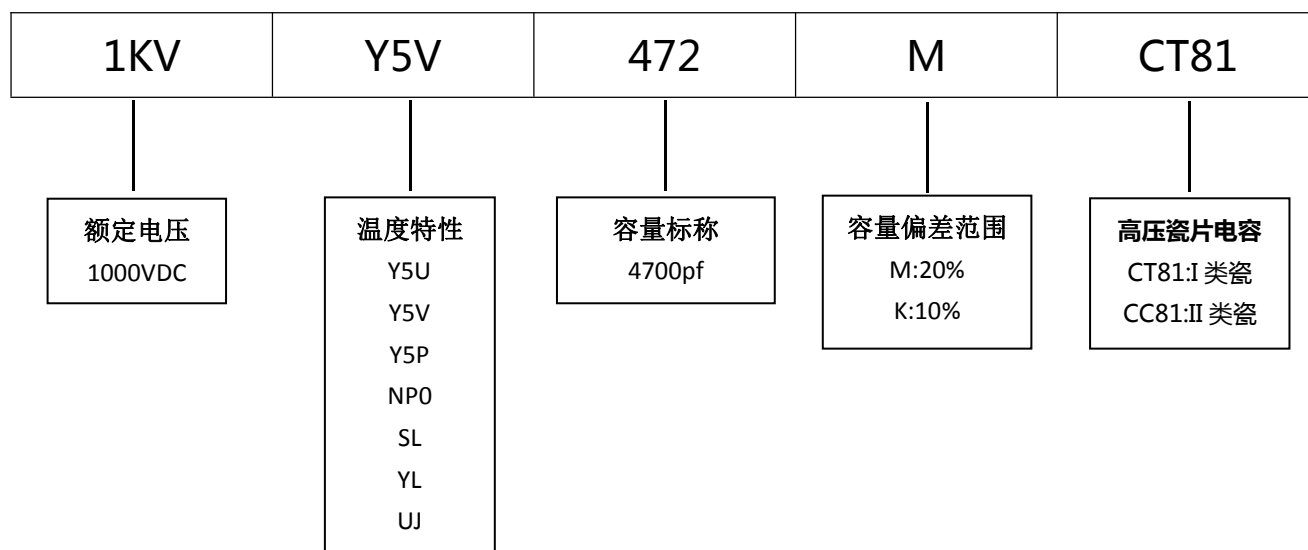 1KV Y5V 472 M CT81
额定电压
1000VDC
温度特性
Y5U
Y5V
Y5P
NP0
SL
YL
UJ
容量标称
4700pf
容量偏差范围
M:20%
K:10%
高压瓷片电容
CT81:I 类瓷
CC81:II 类瓷